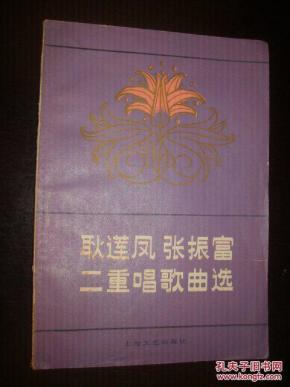 耿莲凤 张振富
二重唱歌曲选
上海文艺出版社
孔夫子旧书网